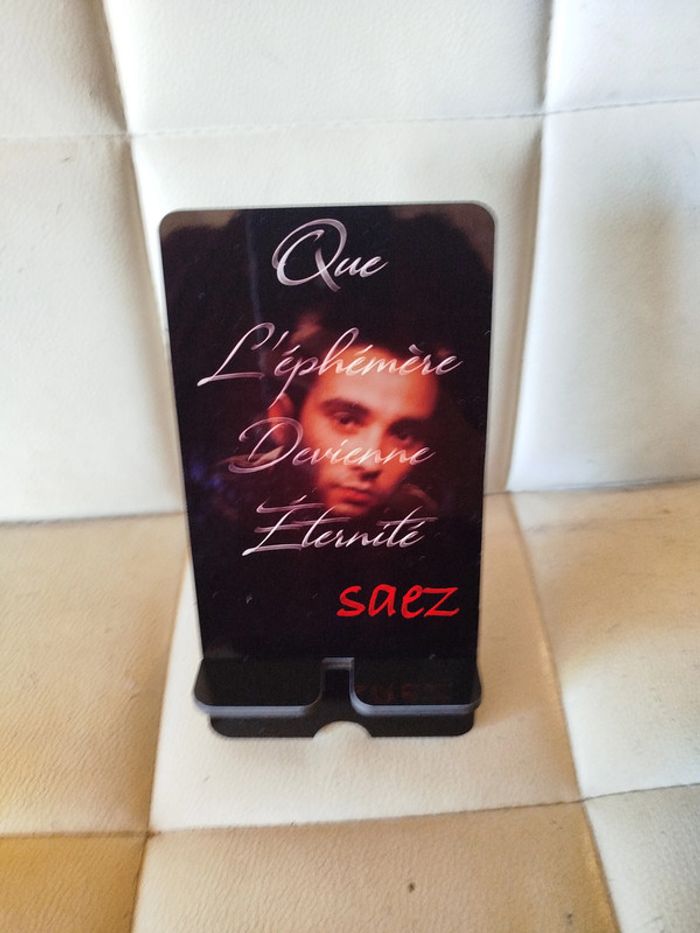 Que
L'éphémère
Devienne
Éternité
saez